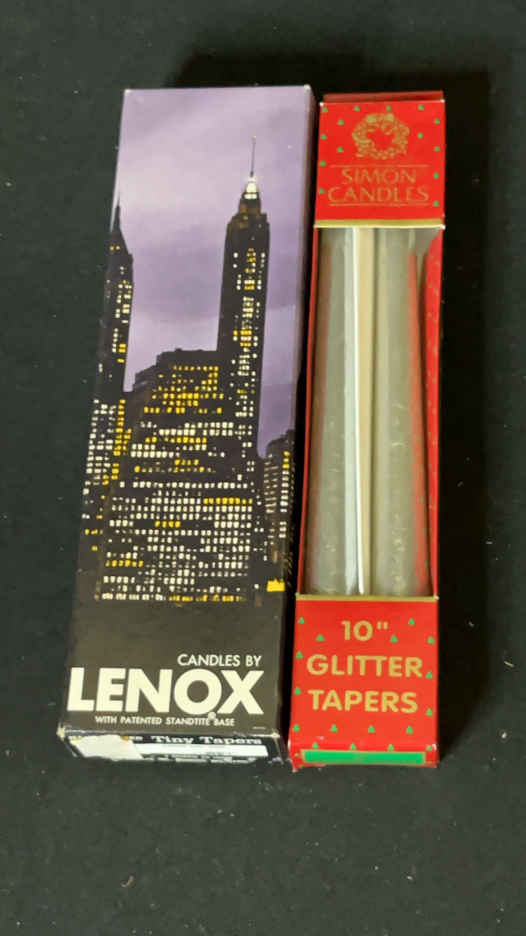 CANDLES BY
LENOX®
WITH PATENTED STANDTITE BASE
Tiny Tapers
SIMON
CANDLES
10"
GLITTER
TAPERS